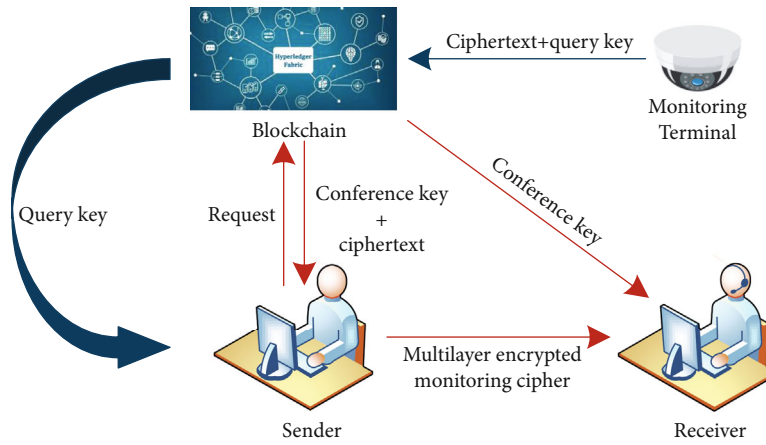 Hyperledger
Fabric
Ciphertext+query key
Monitoring
Terminal
Blockchain
Query key
Request
Conference key
+
ciphertext
Conference key
Multilayer encrypted
monitoring cipher
Sender
Receiver